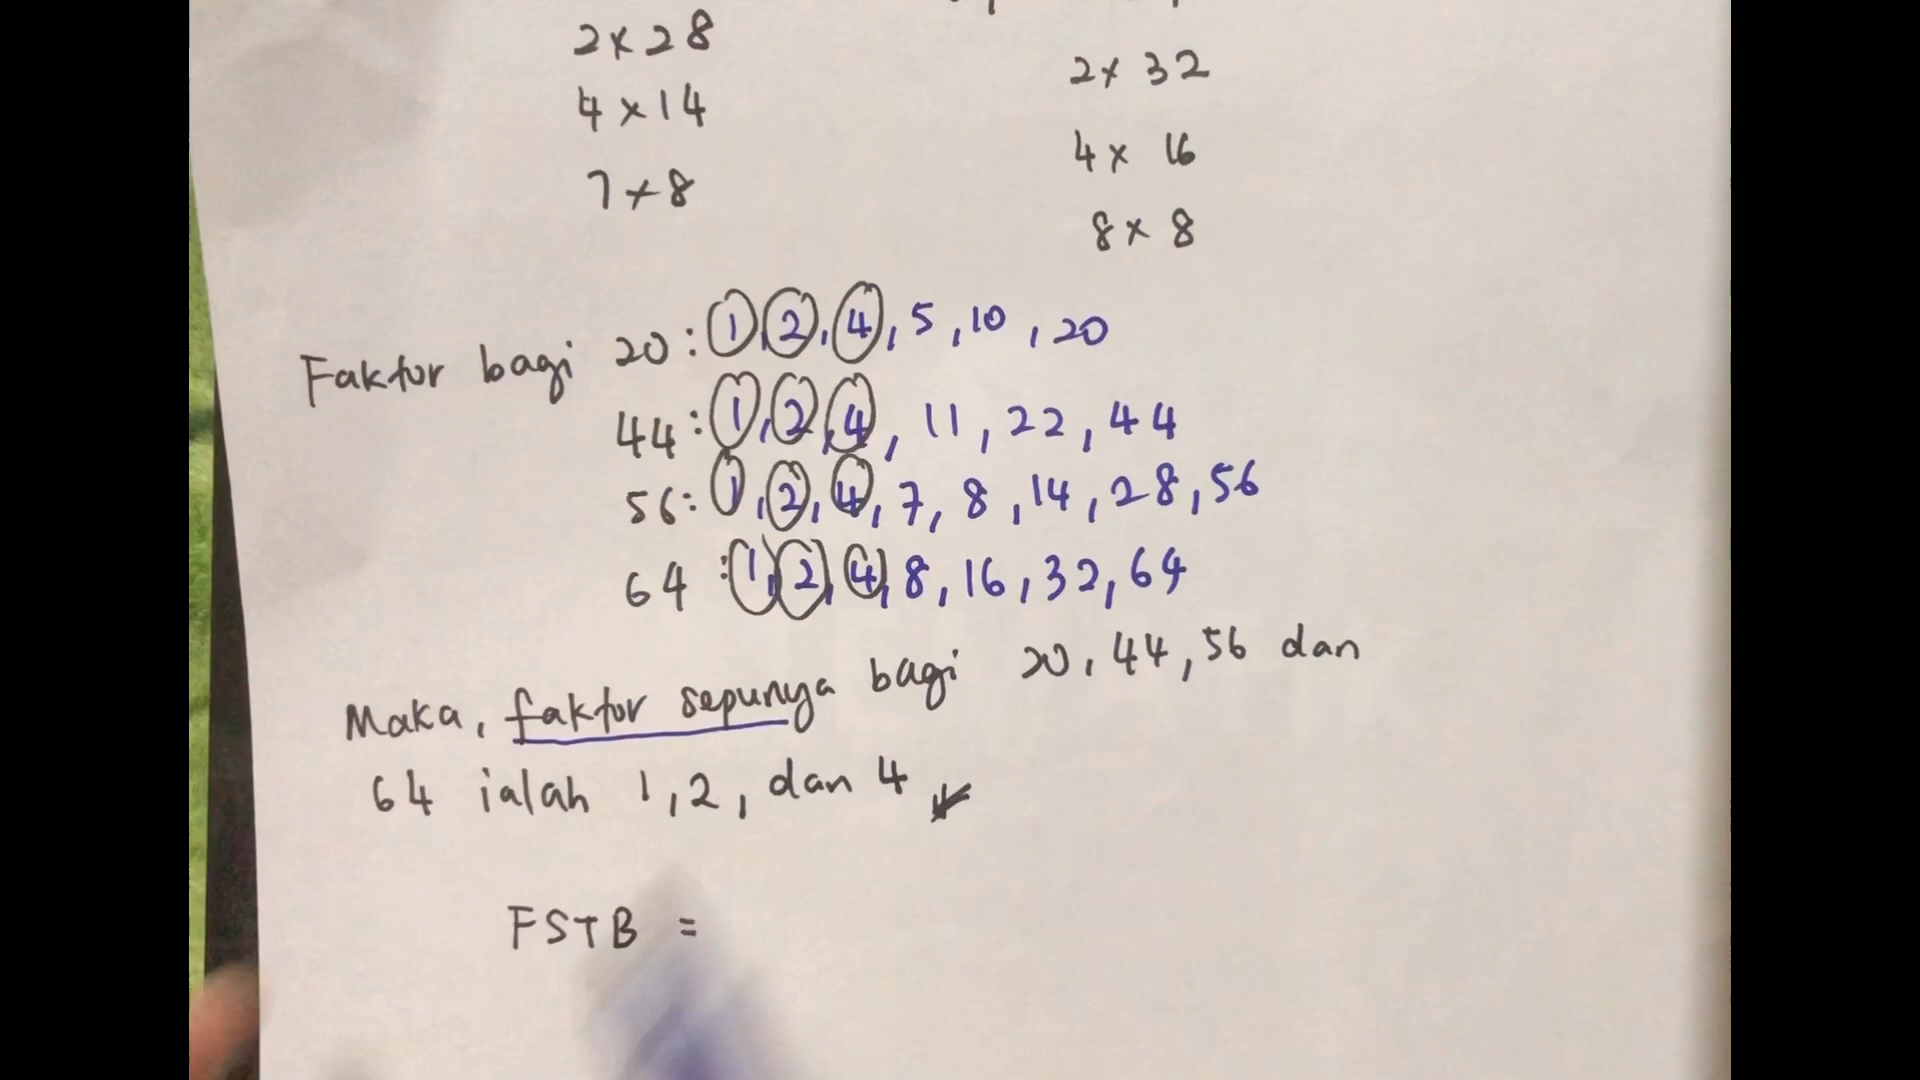 2 x 28
2 x 32
4 x 14
4 x 16
7 x 8
8 x 8
Faktor bagi 20 : 1, 2, 4, 5, 10, 20
44 : 1, 2, 4, 11, 22, 44
56 : 1, 2, 4, 7, 8, 14, 28, 56
64 : 1, 2, 4, 8, 16, 32, 64
Maka, faktor sepunya bagi 20, 44, 56 dan
64 ialah 1, 2, dan 4
FSTB =